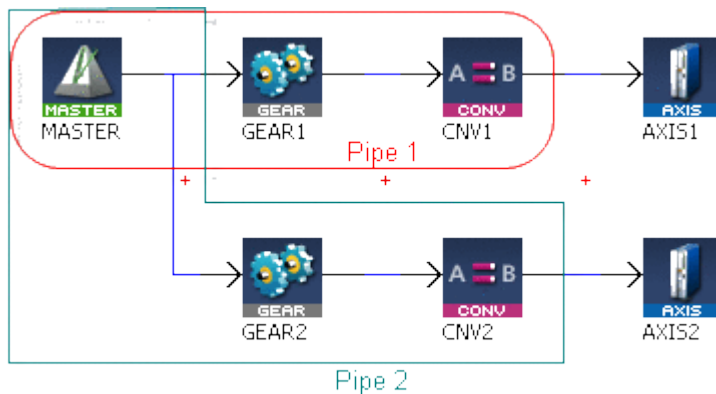 A B
MASTER GEAR CONV AXIS
MASTER GEAR1 CNV1 AXIS1
Pipe 1
A B
GEAR CONV AXIS
GEAR2 CNV2 AXIS2
Pipe 2